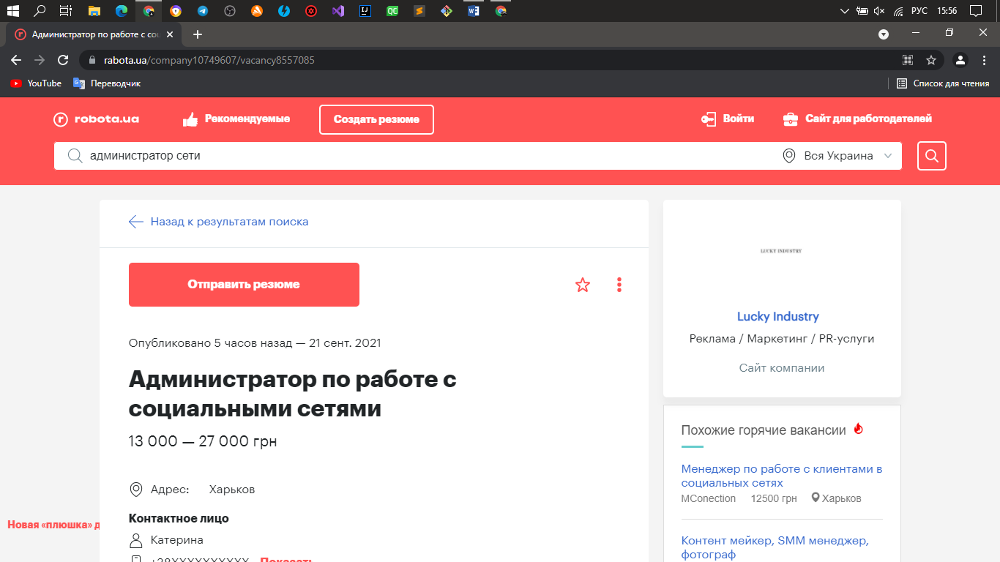 РУС
15:56
Администратор по работе с соц
rabota.ua/company10749607/vacancy8557085
YouTube
Переводчик
Список для чтения
robota.ua
Рекомендуемые
Создать резюме
Войти
Сайт для работодателей
администратор сети
Вся Украина
Назад к результатам поиска
Отправить резюме
Опубликовано 5 часов назад — 21 сент. 2021
Администратор по работе с
социальными сетями
13 000 — 27 000 грн
Адрес: Харьков
Новая «плюшка» д
Контактное лицо
Катерина
+38XXXXXXXXXX Показать
LUCKY INDUSTRY
Lucky Industry
Реклама / Маркетинг / PR-услуги
Сайт компании
Похожие горячие вакансии
Менеджер по работе с клиентами в
социальных сетях
MConection 12500 грн Харьков
Контент мейкер, SMM менеджер,
фотограф